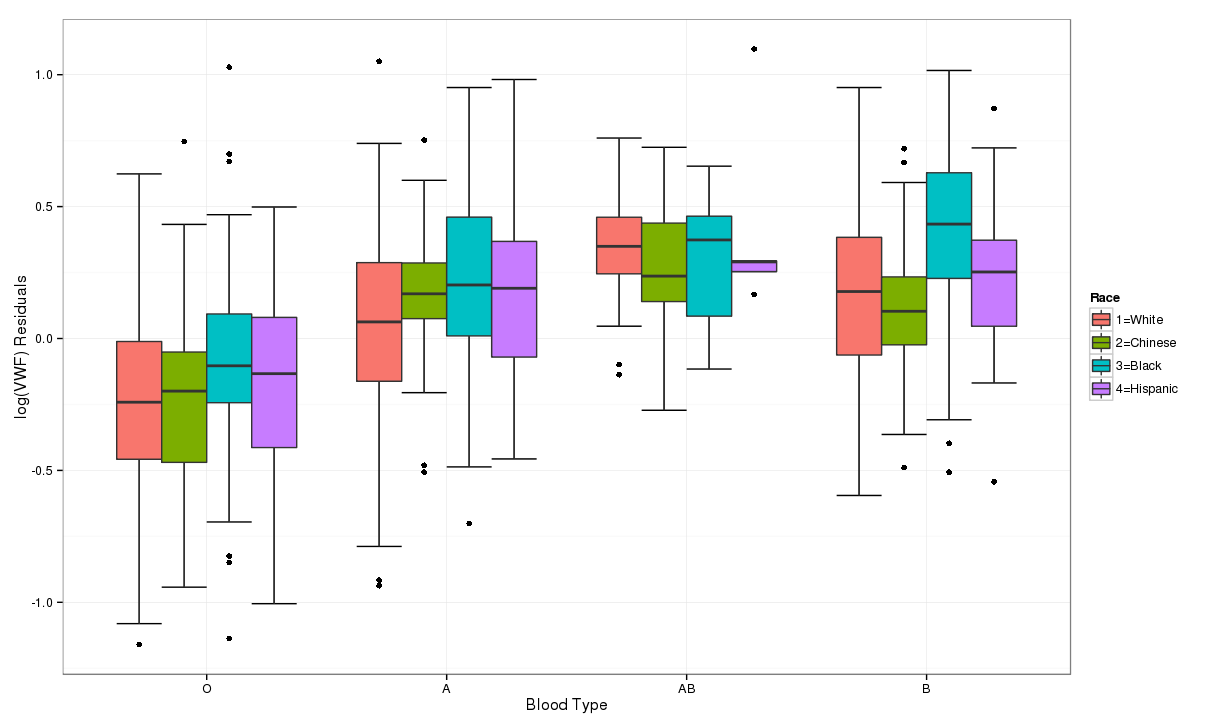 log(VWF) Residuals
1.0
0.5
0.0
-0.5
-1.0
O A AB B
Blood Type
Race
1=White
2=Chinese
3=Black
4=Hispanic